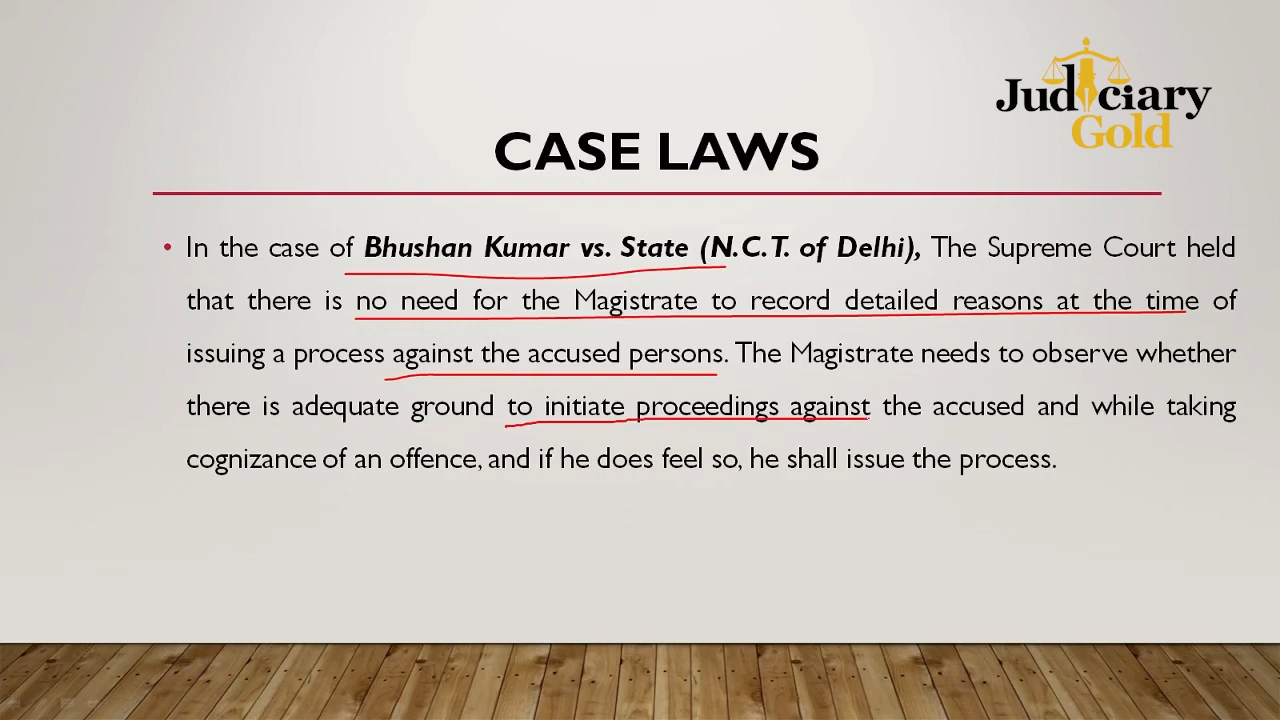 Judiciary
Gold
CASE LAWS
• In the case of Bhushan Kumar vs. State (N.C.T. of Delhi), The Supreme Court held
that there is no need for the Magistrate to record detailed reasons at the time of
issuing a process against the accused persons. The Magistrate needs to observe whether
there is adequate ground to initiate proceedings against the accused and while taking
cognizance of an offence, and if he does feel so, he shall issue the process.